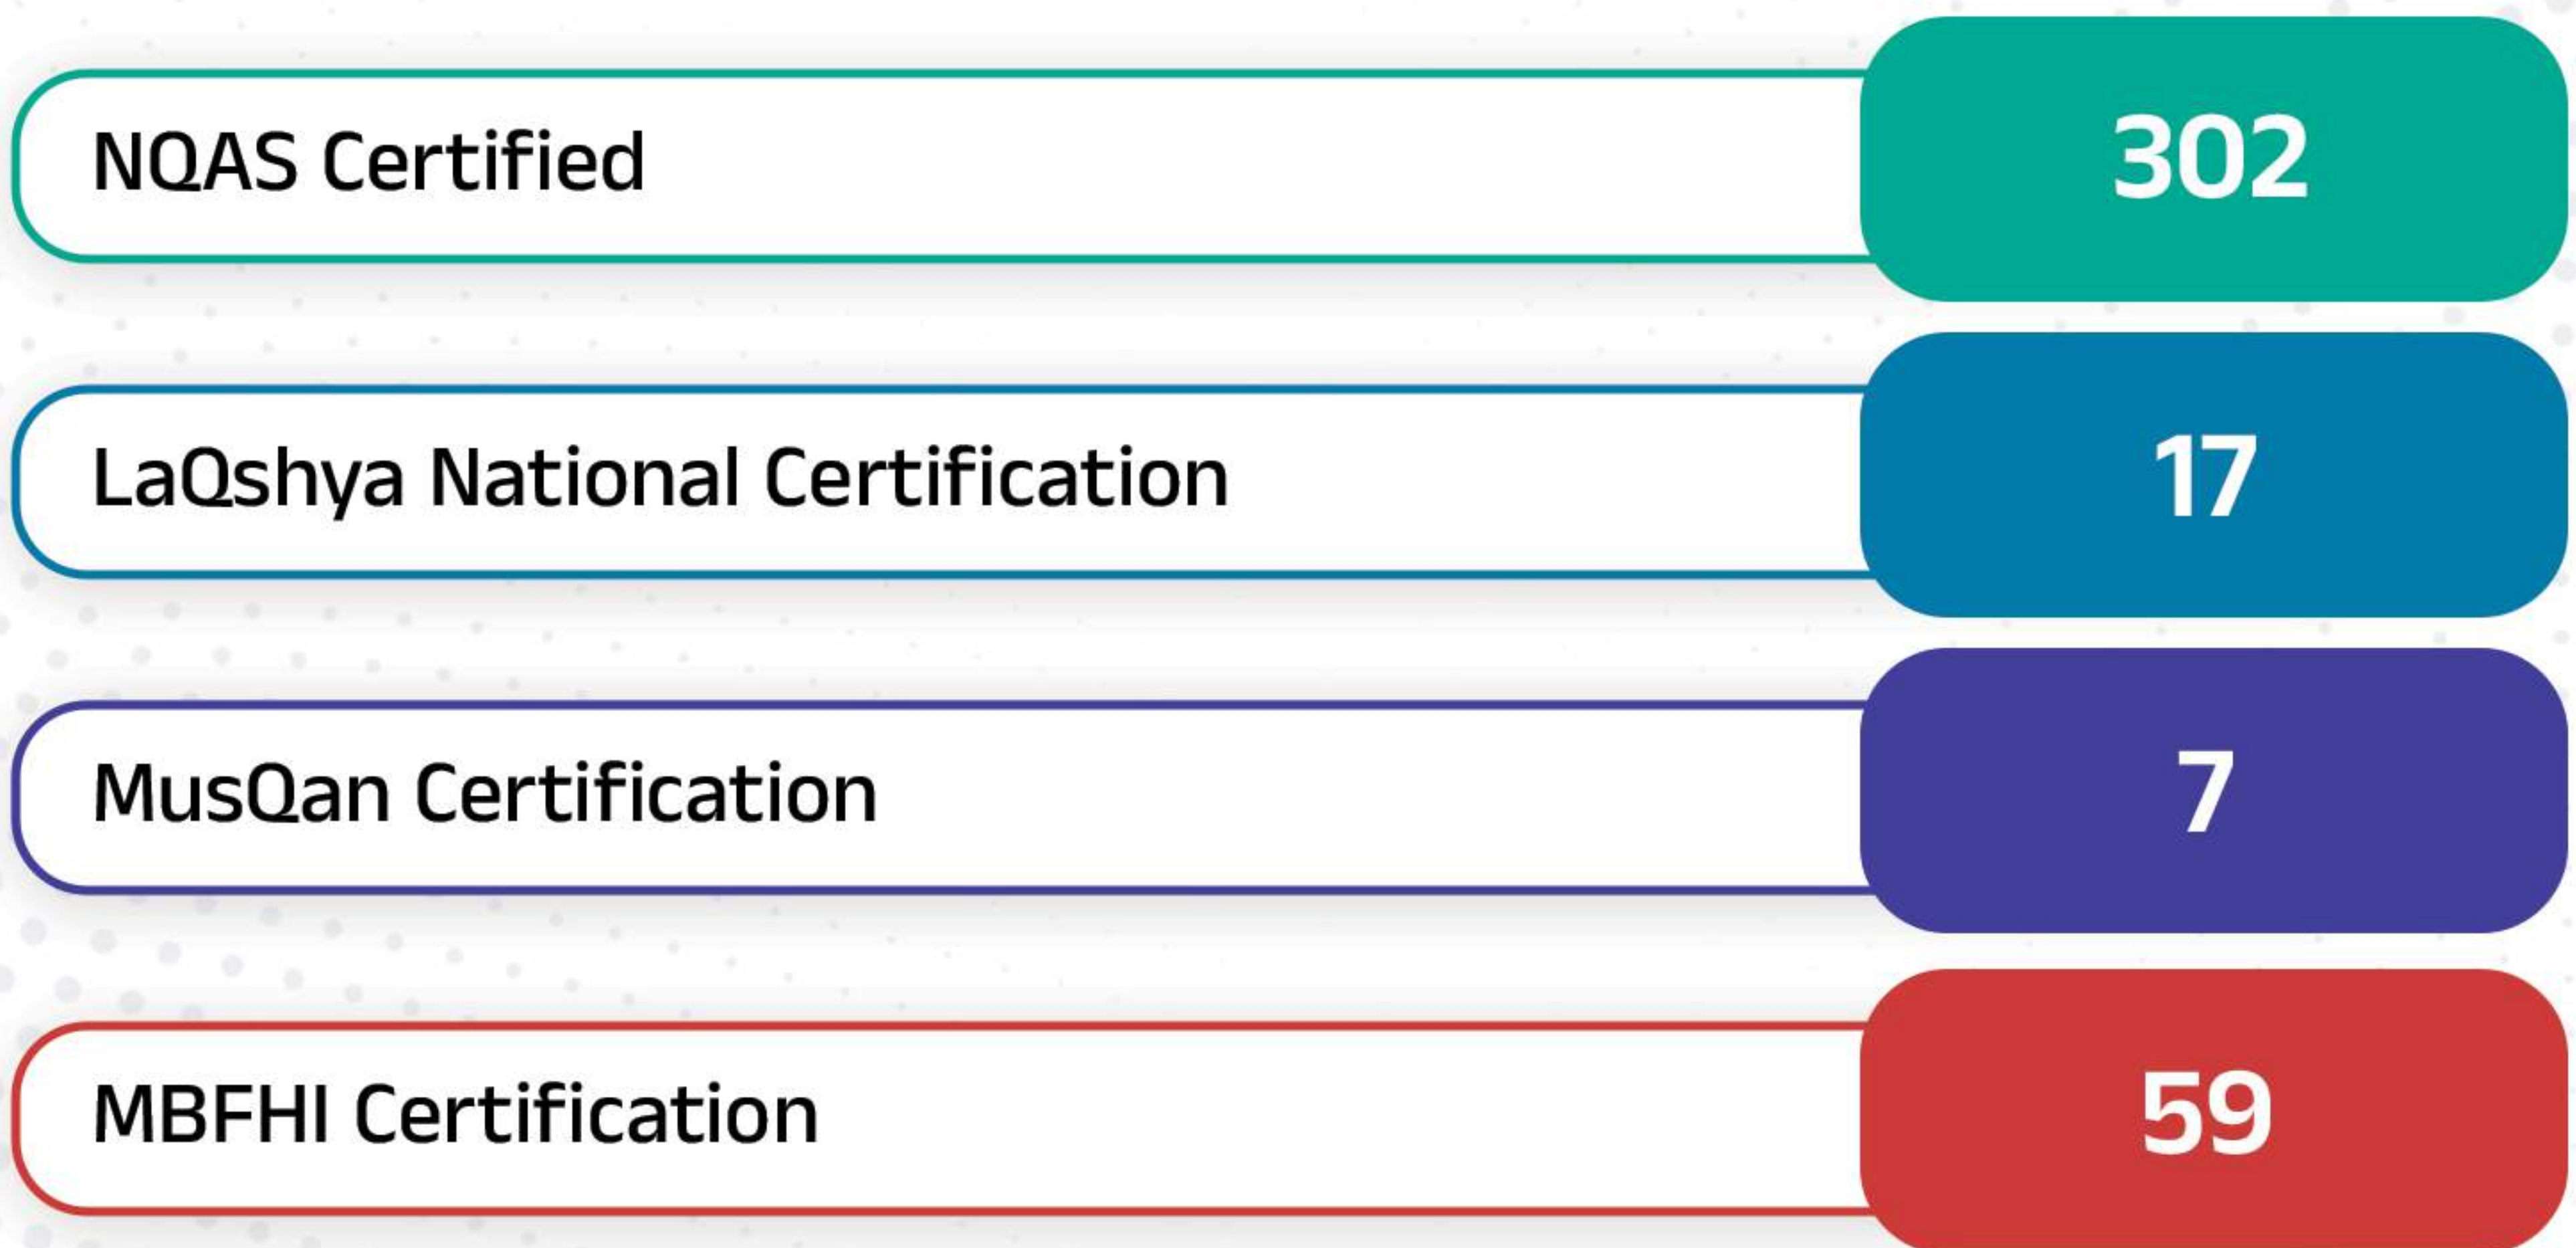 NQAS Certified 302
LaQshya National Certification 17
MusQan Certification 7
MBFHI Certification 59